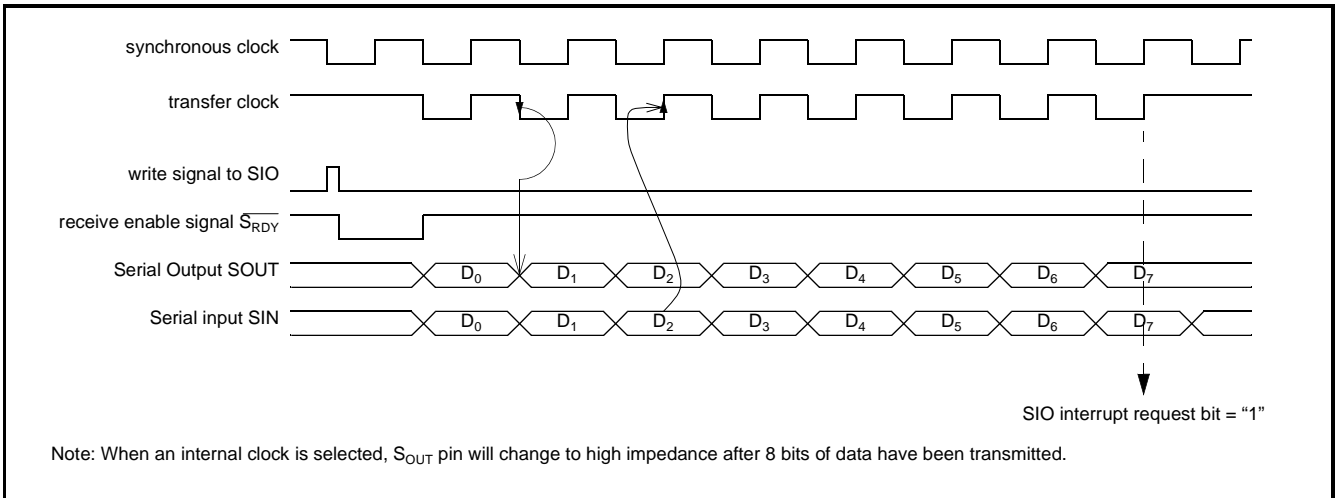 synchronous clock
transfer clock
write signal to SIO
receive enable signal S̅R̅D̅Y̅
Serial Output SOUT
D0 D1 D2 D3 D4 D5 D6 D7
Serial input SIN
D0 D1 D2 D3 D4 D5 D6 D7
SIO interrupt request bit = “1”
Note: When an internal clock is selected, SOUT pin will change to high impedance after 8 bits of data have been transmitted.